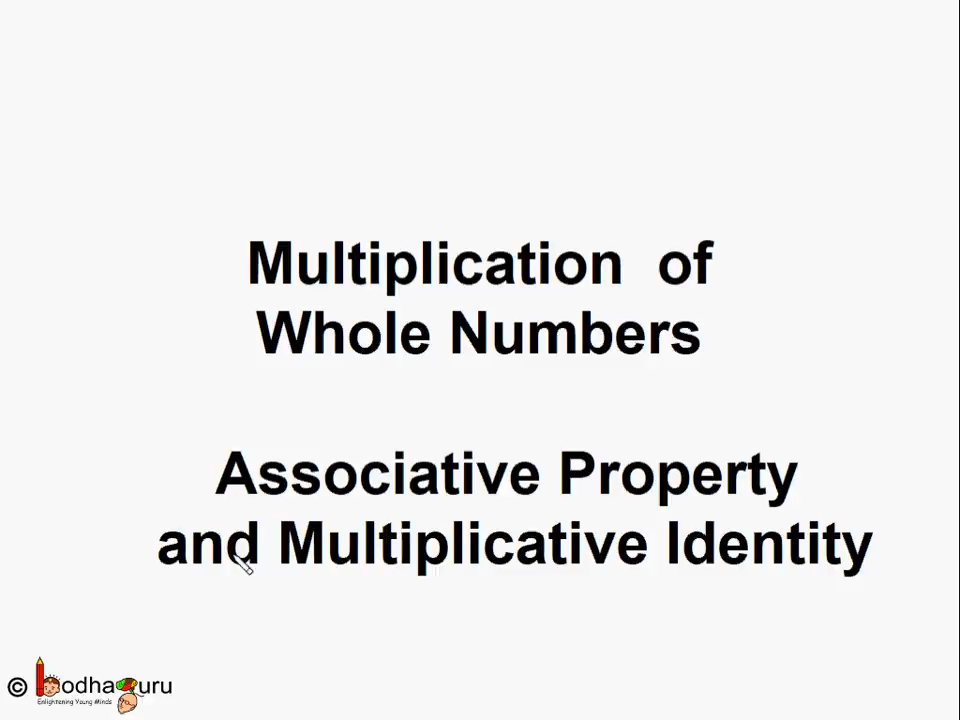 Multiplication of
Whole Numbers
Associative Property
and Multiplicative Identity
© bodhaguru
Enlightening Young Minds